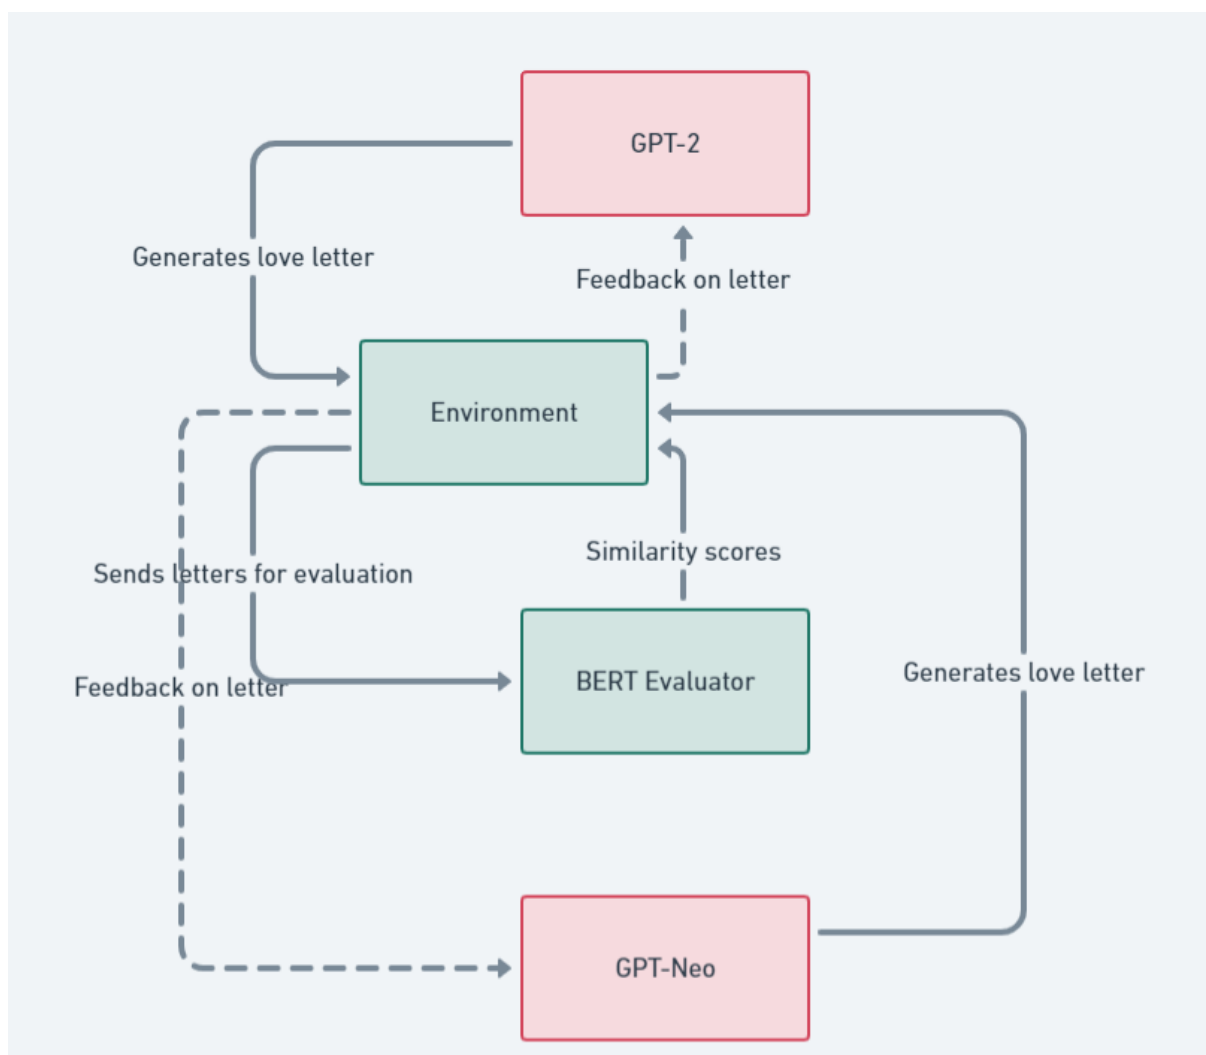 GPT-2
Generates love letter
Feedback on letter
Environment
Similarity scores
Sends letters for evaluation
Generates love letter
BERT Evaluator
Feedback on letter
GPT-Neo